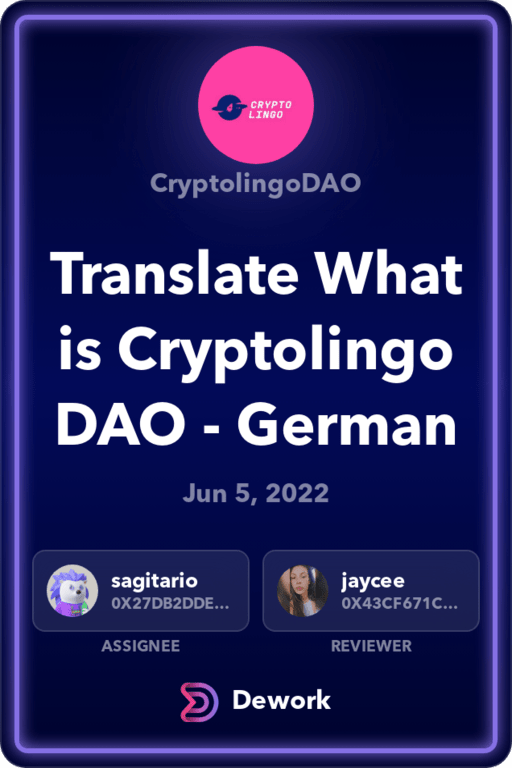 CRYPTO
LINGO
CryptolingoDAO
Translate What
is Cryptolingo
DAO - German
Jun 5, 2022
sagitario
0X27DB2DDE...
ASSIGNEE
jaycee
0X43CF671C...
REVIEWER
Dework